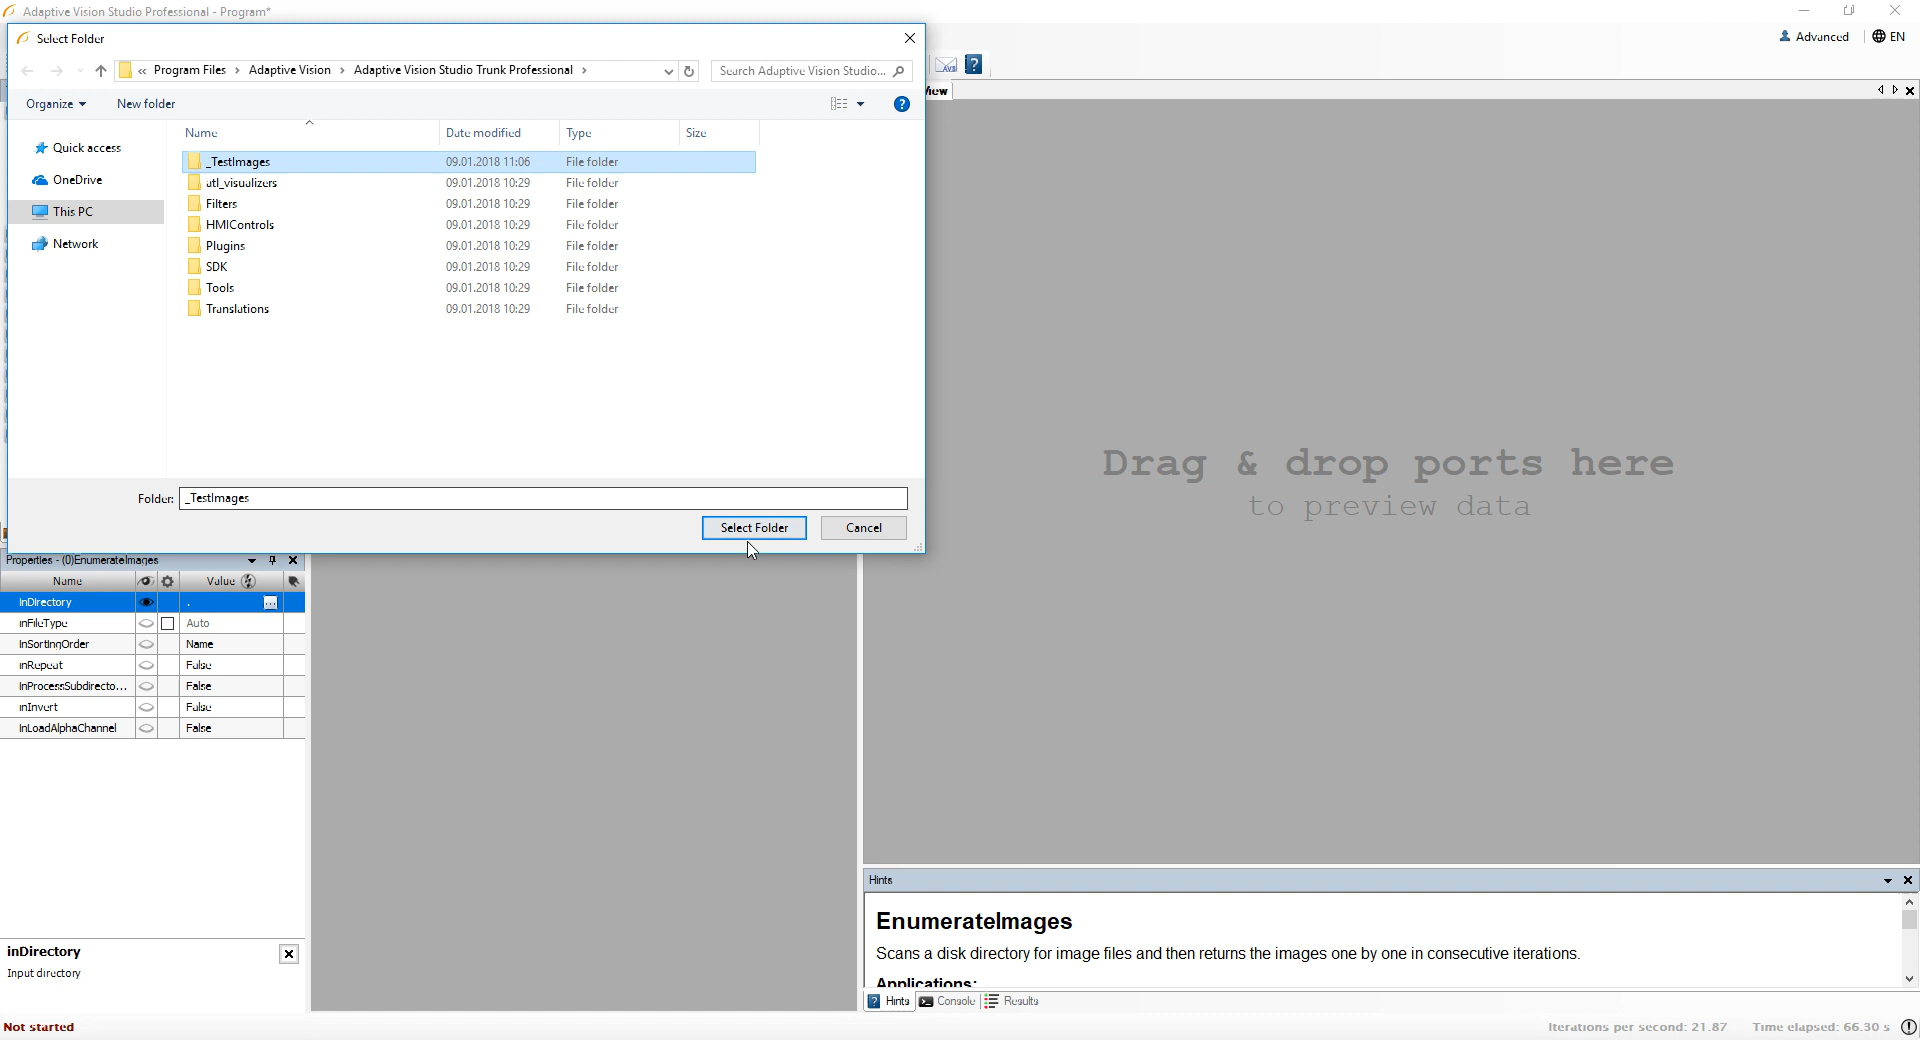 Adaptive Vision Studio Professional - Program*
Advanced
EN
Select Folder
« Program Files › Adaptive Vision › Adaptive Vision Studio Trunk Professional ›
Search Adaptive Vision Studio...
Organize
New folder
Name
Date modified
Type
Size
Quick access
OneDrive
This PC
Network
_TestImages 09.01.2018 11:06 File folder
atl_visualizers 09.01.2018 10:29 File folder
Filters 09.01.2018 10:29 File folder
HMIControls 09.01.2018 10:29 File folder
Plugins 09.01.2018 10:29 File folder
SDK 09.01.2018 10:29 File folder
Tools 09.01.2018 10:29 File folder
Translations 09.01.2018 10:29 File folder
Folder: _TestImages
Select Folder
Cancel
Drag & drop ports here
to preview data
Properties - (0)EnumerateImages
Name Value
inDirectory .
inFileType Auto
inSortingOrder Name
inRepeat False
inProcessSubdirecto... False
inInvert False
inLoadAlphaChannel False
inDirectory
Input directory
Hints
EnumerateImages
Scans a disk directory for image files and then returns the images one by one in consecutive iterations.
Applications:
Hints
Console
Results
Not started
Iterations per second: 21.87
Time elapsed: 66.30 s